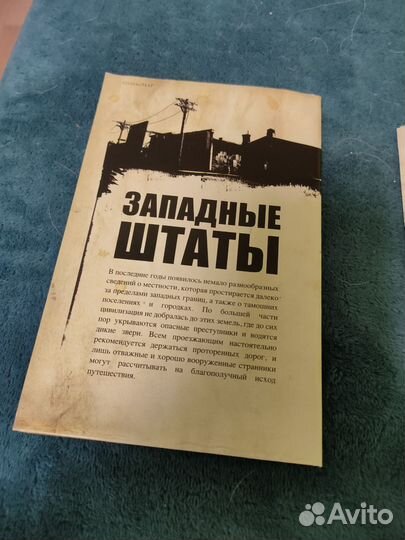 ЗАПАДНЫЕ
ШТАТЫ
В последние годы появилось немало разнообразных
сведений о местности, которая простирается далеко
за пределами западных границ, а также о тамошних
поселениях и городках. По большей части
цивилизация не добралась до этих земель, где до сих
пор укрываются опасные преступники и водятся
дикие звери. Всем проезжающим настоятельно
рекомендуется держаться проторенных дорог, и
лишь отважные и хорошо вооруженные странники
могут рассчитывать на благополучный исход
путешествия.
Avito